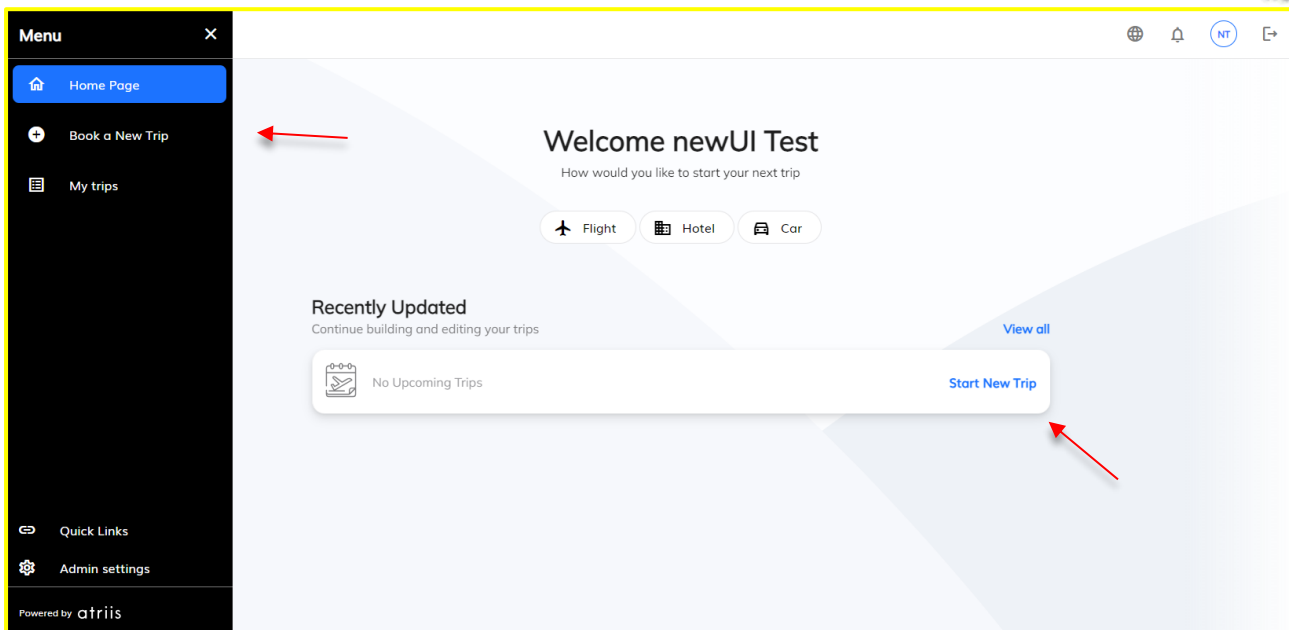 Menu
Home Page
Book a New Trip
My trips
Quick Links
Admin settings
Powered by atriis
NT
Welcome newUI Test
How would you like to start your next trip
Flight Hotel Car
Recently Updated
Continue building and editing your trips
View all
No Upcoming Trips
Start New Trip